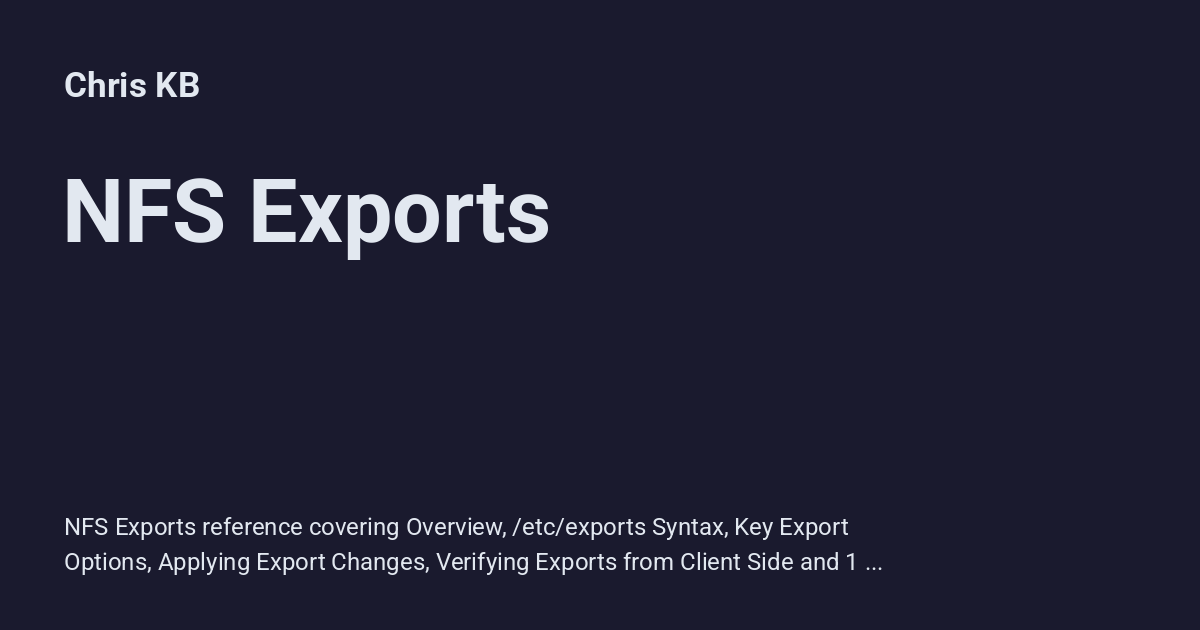 Chris KB
NFS Exports
NFS Exports reference covering Overview, /etc/exports Syntax, Key Export
Options, Applying Export Changes, Verifying Exports from Client Side and 1 ...